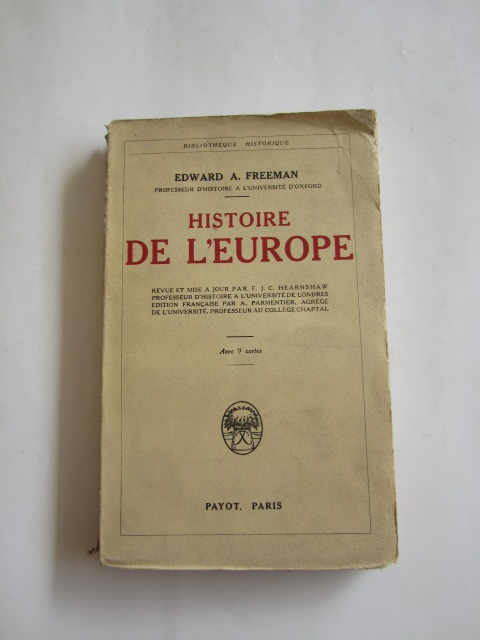 BIBLIOTHÈQUE HISTORIQUE
EDWARD A. FREEMAN
PROFESSEUR D'HISTOIRE A L'UNIVERSITÉ D'OXFORD
HISTOIRE
DE L'EUROPE
REVUE ET MISE A JOUR PAR F. J. C. HEARNSHAW
PROFESSEUR D'HISTOIRE A L'UNIVERSITÉ DE LONDRES
ÉDITION FRANÇAISE PAR A. PARMENTIER, AGRÉGÉ
DE L'UNIVERSITÉ, PROFESSEUR AU COLLÈGE CHAPTAL
Avec 9 cartes
PAYOT, PARIS